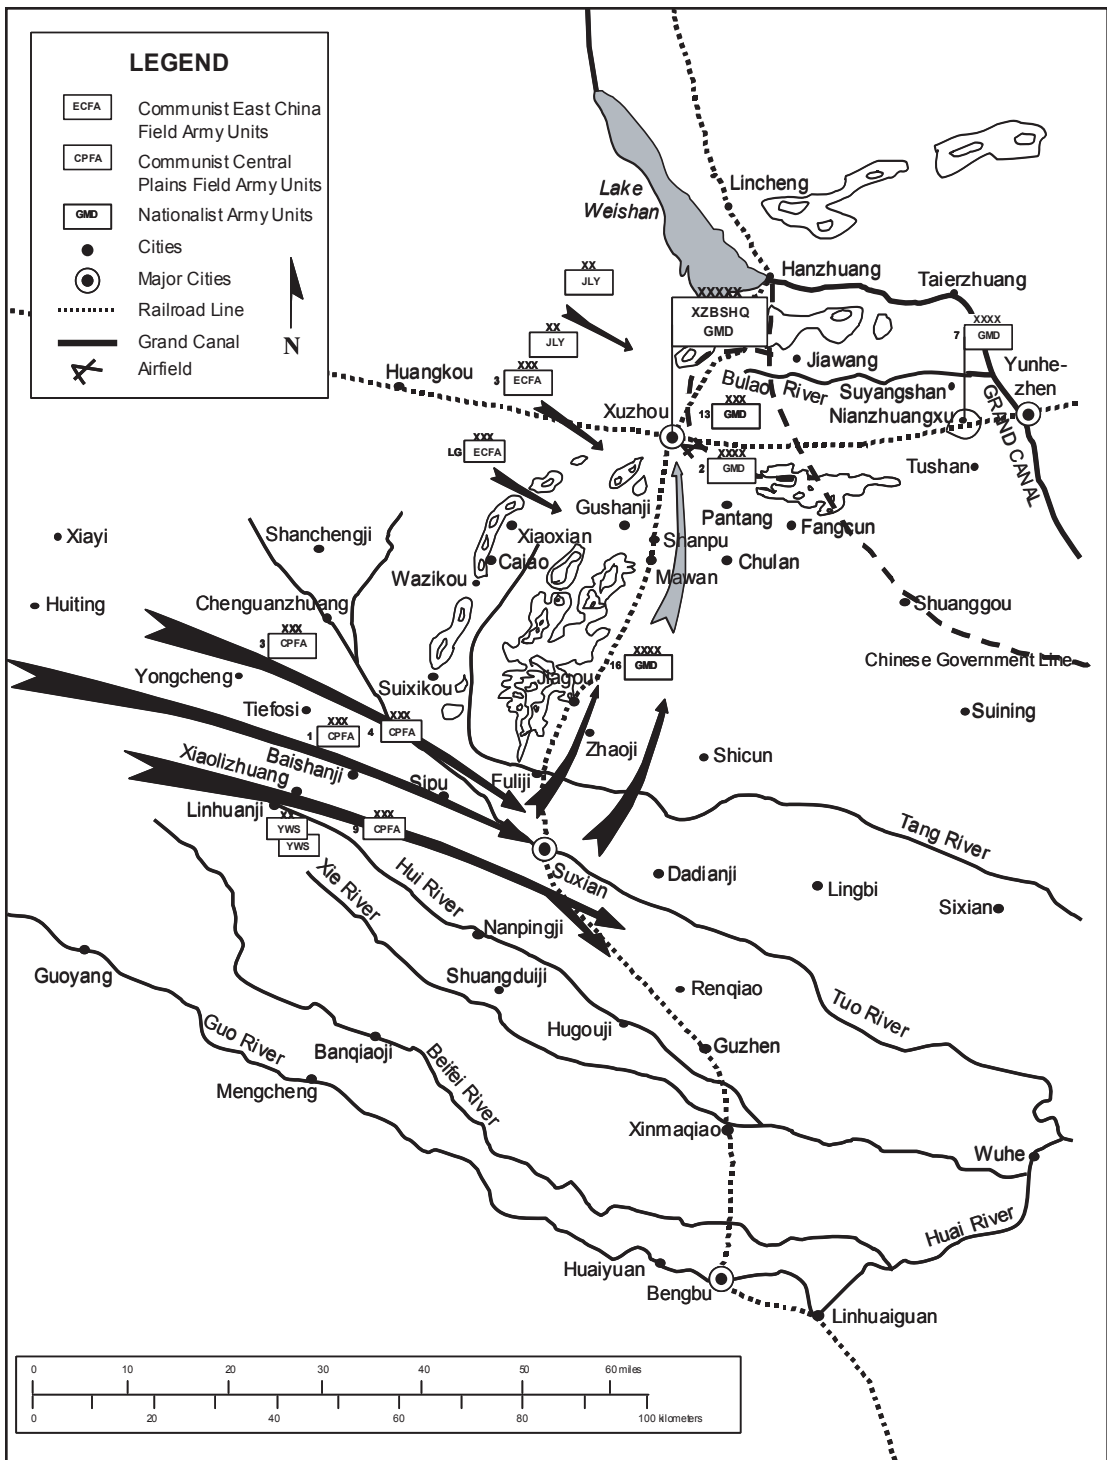 LEGEND
ECFA
Communist East China
Field Army Units
CPFA
Communist Central
Plains Field Army Units
GMD
Nationalist Army Units
Cities
Major Cities
Railroad Line
Grand Canal
Airfield
N
Lake
Weishan
Lincheng
Hanzhuang
Taierzhuang
XX
JLY
XXXXX
XZBSHQ
GMD
XXXX
7
GMD
XX
JLY
Jiawang
Yunhe-
zhen
XXX
3
ECFA
Huangkou
Bulao River
Suyangshan
Nianzhuangxu
GRAND CANAL
Xuzhou
XXX
13
GMD
XXX
LG
ECFA
XXXX
2
GMD
Tushan
Gushanji
Pantang
Fangcun
Xiayi
Shanchengji
Xiaoxian
Shanpu
Caiao
Wazikou
Mawan
Chulan
Huiting
Chenguanzhuang
Shuanggou
XXX
3
CPFA
XXXX
16
GMD
Chinese Government Line
Yongcheng
Suixikou
Jiagou
Tiefosi
XXX
4
CPFA
Suining
XXX
1
CPFA
Zhaoji
Shicun
Xiaolizhuang
Baishanji
Sipu
Fuliji
Linhuanji
XX
YWS
YWS
XXX
9
CPFA
Tang River
Suxian
Dadianji
Lingbi
Sixian
Xie River
Hui River
Nanpingji
Guoyang
Shuangduiji
Renqiao
Tuo River
Guo River
Hugouji
Banqiaoji
Beifei River
Guzhen
Mengcheng
Xinmaqiao
Wuhe
Huai River
Huaiyuan
Bengbu
Linhuaiguan
0 10 20 30 40 50 60 miles
0 20 40 60 80 100 kilometers